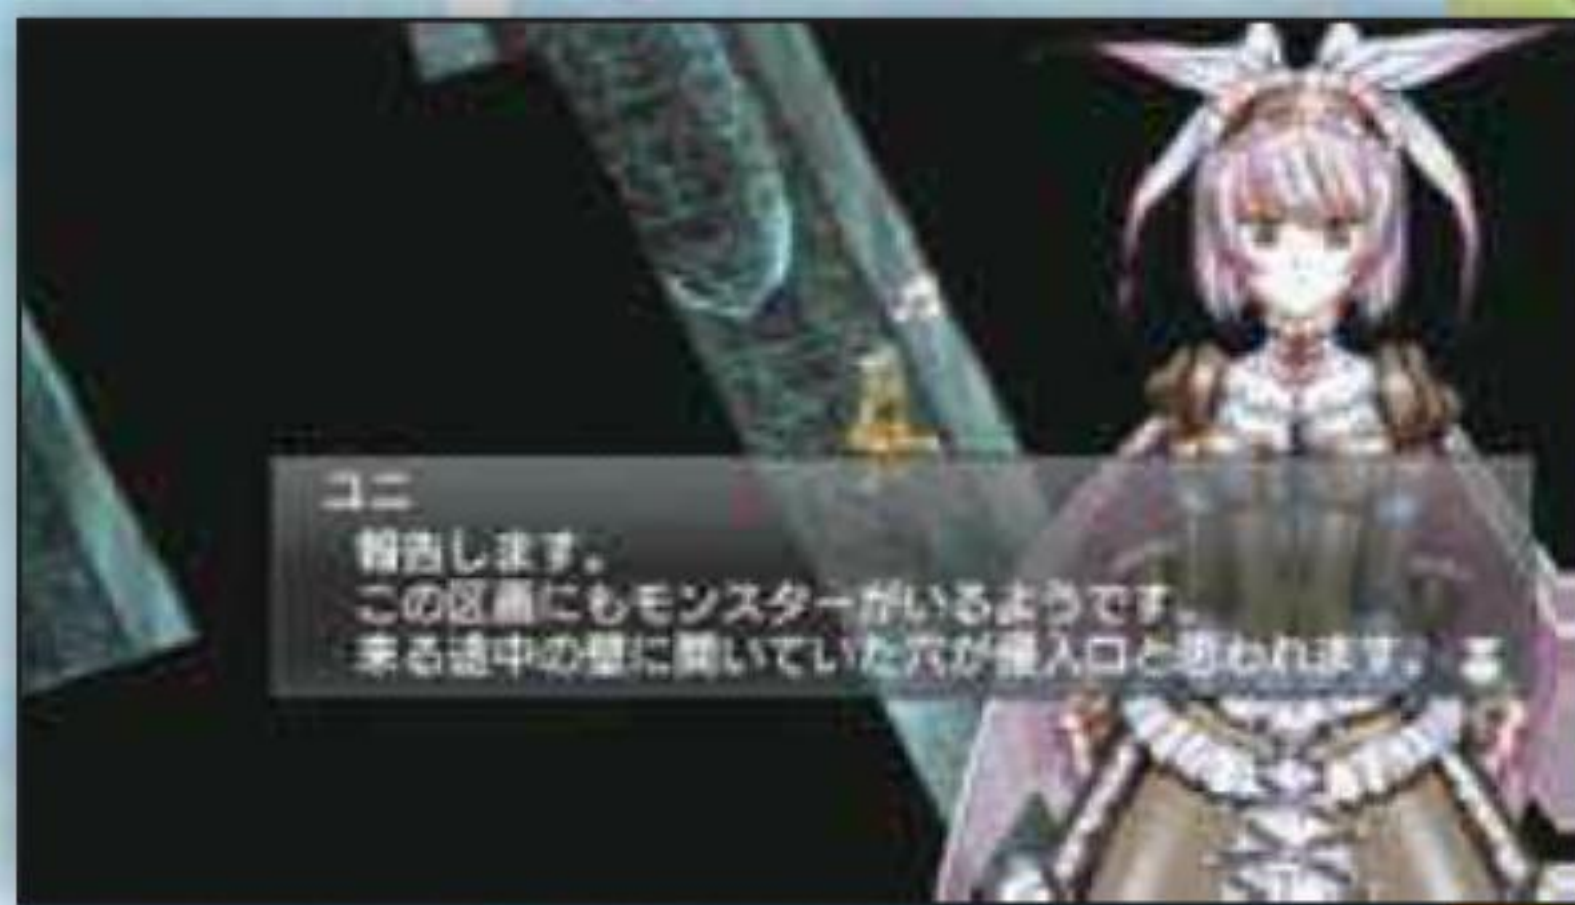 ユニ
報告します。
この区画にもモンスターがいるようです。
来る途中の壁に開いていた穴が侵入口と思われます。